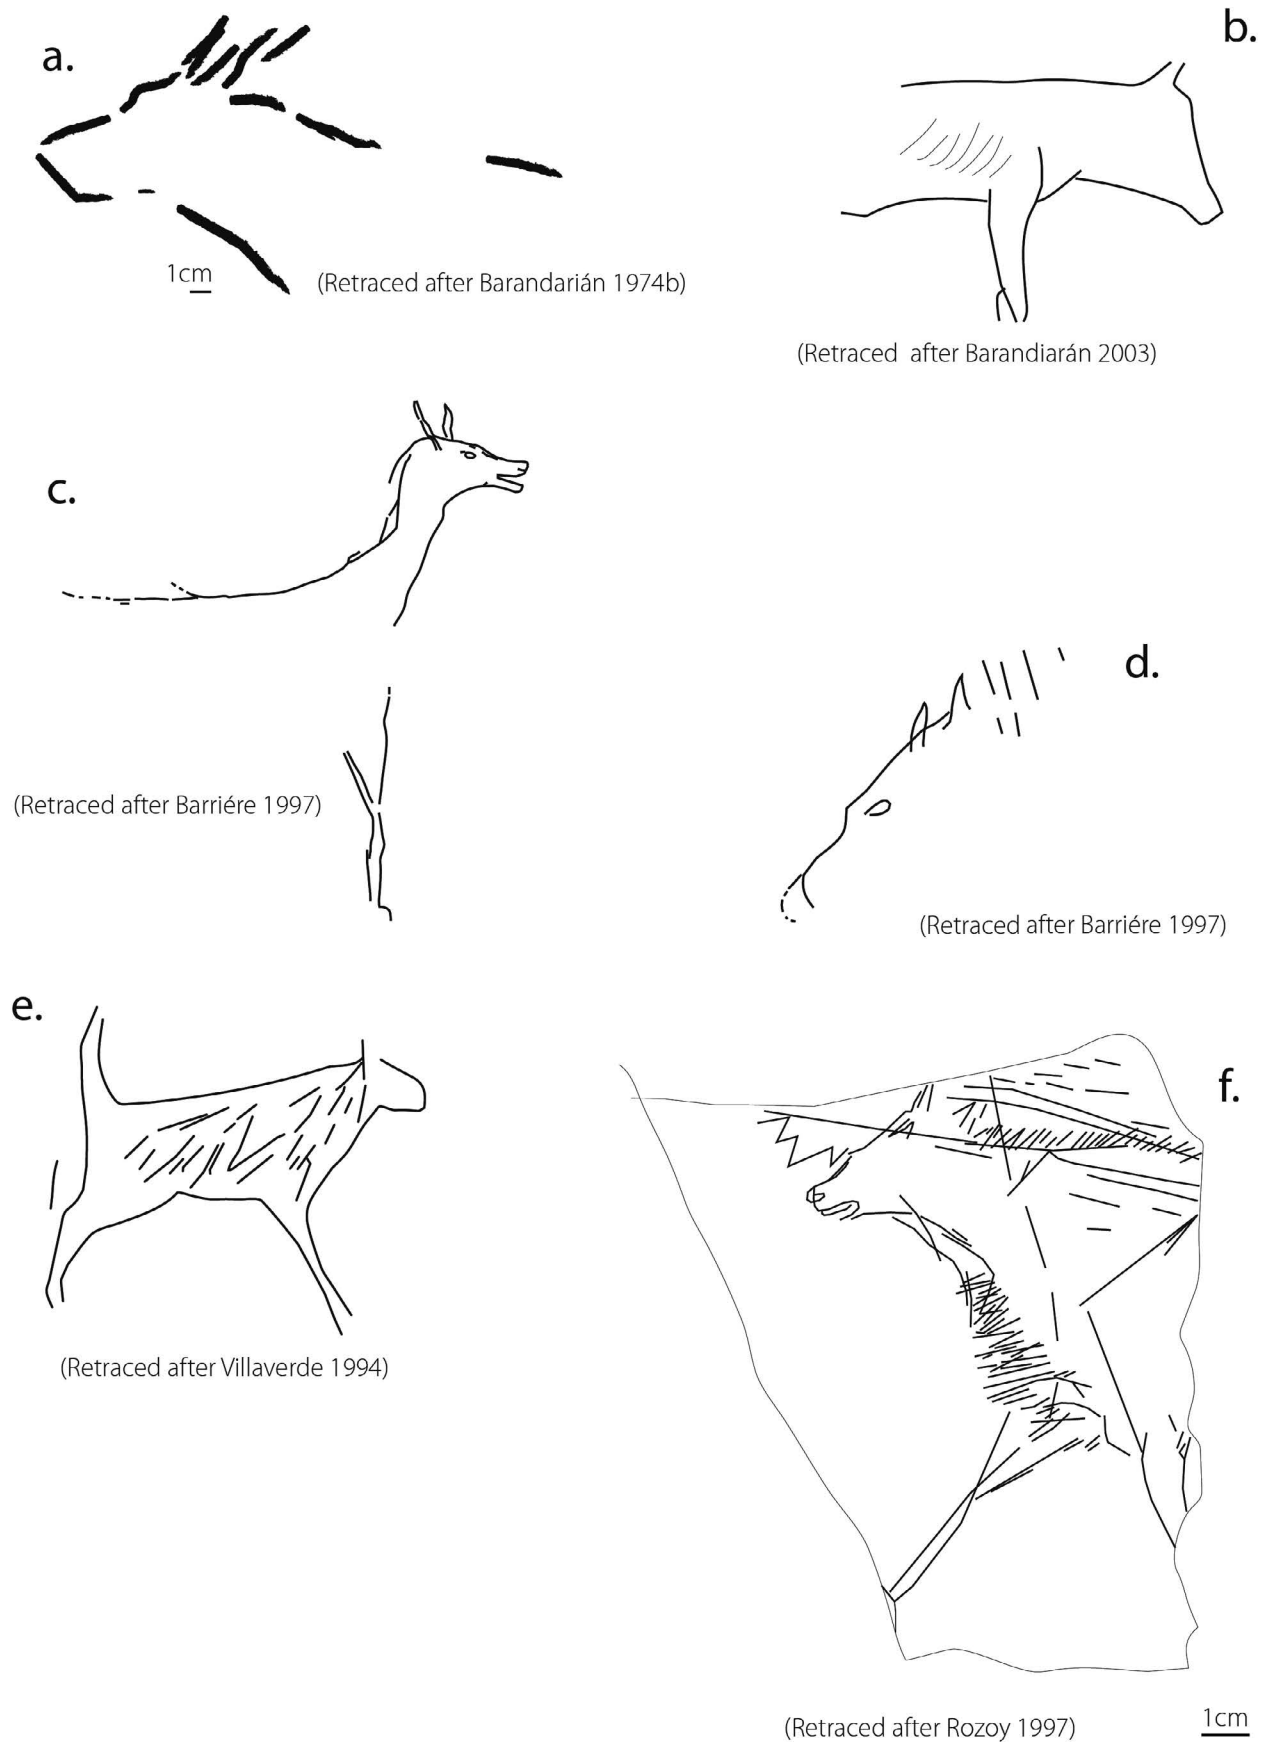 a.
b.
1cm
(Retraced after Barandarián 1974b)
(Retraced after Barandiarán 2003)
c.
d.
(Retraced after Barriére 1997)
(Retraced after Barriére 1997)
e.
f.
(Retraced after Villaverde 1994)
(Retraced after Rozoy 1997)
1cm